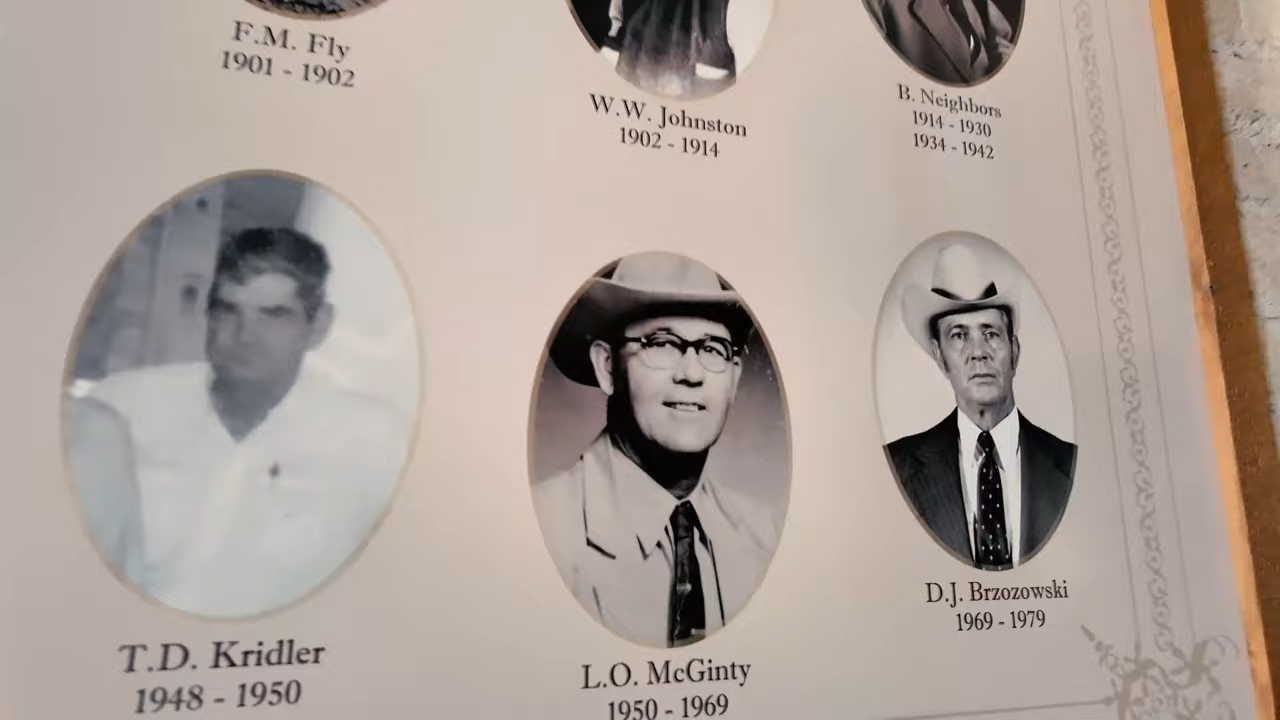 F.M. Fly
1901 - 1902
W.W. Johnston
1902 - 1914
B. Neighbors
1914 - 1930
1934 - 1942
T.D. Kridler
1948 - 1950
L.O. McGinty
1950 - 1969
D.J. Brzozowski
1969 - 1979